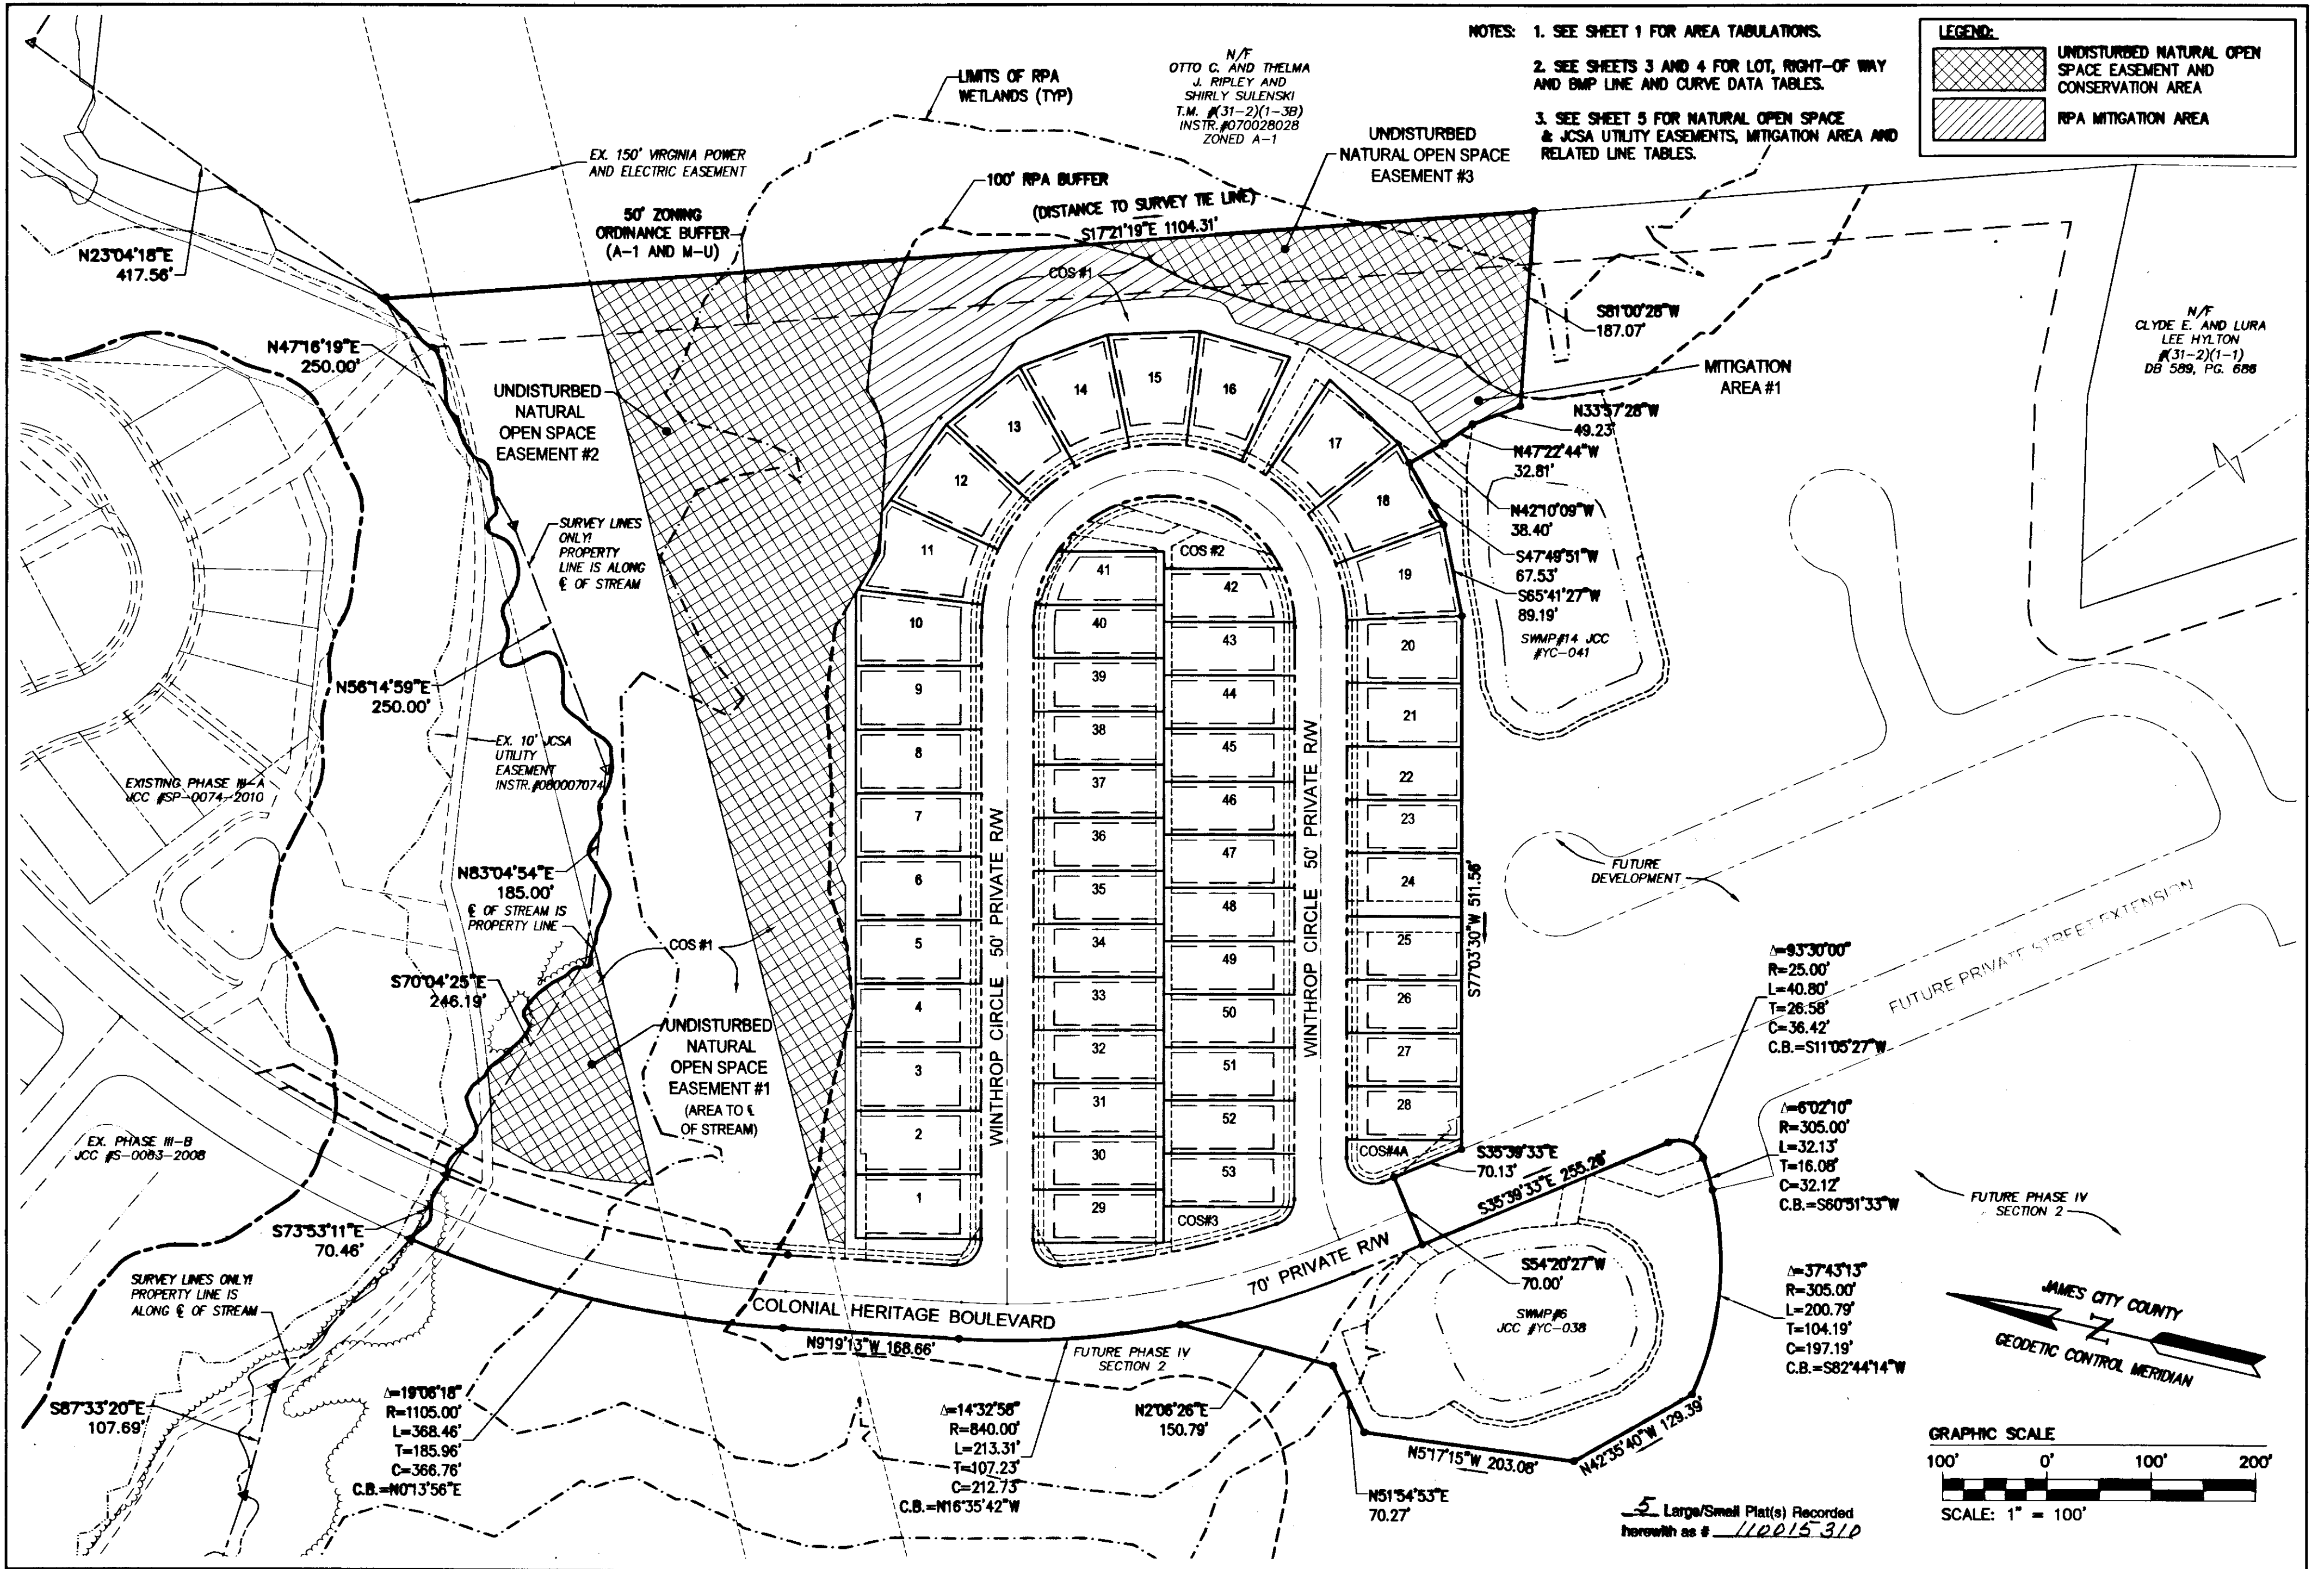 NOTES: 1. SEE SHEET 1 FOR AREA TABULATIONS.
2. SEE SHEETS 3 AND 4 FOR LOT, RIGHT-OF WAY
AND BMP LINE AND CURVE DATA TABLES.
3. SEE SHEET 5 FOR NATURAL OPEN SPACE
& JCSA UTILITY EASEMENTS, MITIGATION AREA AND
RELATED LINE TABLES.
LEGEND:
UNDISTURBED NATURAL OPEN
SPACE EASEMENT AND
CONSERVATION AREA
RPA MITIGATION AREA
N/F
OTTO C. AND THELMA
J. RIPLEY AND
SHIRLY SULENSKI
T.M. #(31-2)(1-3B)
INSTR.#070028028
ZONED A-1
LIMITS OF RPA
WETLANDS (TYP)
UNDISTURBED
NATURAL OPEN SPACE
EASEMENT #3
EX. 150' VIRGINIA POWER
AND ELECTRIC EASEMENT
100' RPA BUFFER
(DISTANCE TO SURVEY TIE LINE)
S17°21'19"E 1104.31'
50' ZONING
ORDINANCE BUFFER
(A-1 AND M-U)
N23°04'18"E
417.56'
COS #1
S81°00'28"W
187.07'
N/F
CLYDE E. AND LURA
LEE HYLTON
#(31-2)(1-1)
DB 589, PG. 686
N47°16'19"E
250.00'
MITIGATION
AREA #1
UNDISTURBED
NATURAL
OPEN SPACE
EASEMENT #2
N33°57'28"W
49.23'
N47°22'44"W
32.81'
N42°10'09"W
38.40'
S47°49'51"W
67.53'
S65°41'27"W
89.19'
SWMP#14 JCC
#YC-041
SURVEY LINES
ONLY!
PROPERTY
LINE IS ALONG
℄ OF STREAM
N56°14'59"E
250.00'
EX. 10' JCSA
UTILITY
EASEMENT
INSTR.#080007074
EXISTING PHASE III-A
JCC #SP-0074-2010
N83°04'54"E
185.00'
℄ OF STREAM IS
PROPERTY LINE
COS #1
S70°04'25"E
246.19'
UNDISTURBED
NATURAL
OPEN SPACE
EASEMENT #1
(AREA TO ℄
OF STREAM)
EX. PHASE III-B
JCC #S-0083-2008
S73°53'11"E
70.46'
SURVEY LINES ONLY!
PROPERTY LINE IS
ALONG ℄ OF STREAM
S87°33'20"E
107.69'
1
2
3
4
5
6
7
8
9
10
11
12
13
14
15
16
17
18
19
20
21
22
23
24
25
26
27
28
29
30
31
32
33
34
35
36
37
38
39
40
41
42
43
44
45
46
47
48
49
50
51
52
53
COS #2
COS#3
COS#4A
WINTHROP CIRCLE 50' PRIVATE R/W
WINTHROP CIRCLE 50' PRIVATE R/W
S77°03'30"W 511.56'
FUTURE
DEVELOPMENT
FUTURE PRIVATE STREET EXTENSION
Δ=93°30'00"
R=25.00'
L=40.80'
T=26.58'
C=36.42'
C.B.=S11°05'27"W
Δ=6°02'10"
R=305.00'
L=32.13'
T=16.08'
C=32.12'
C.B.=S60°51'33"W
FUTURE PHASE IV
SECTION 2
Δ=37°43'13"
R=305.00'
L=200.79'
T=104.19'
C=197.19'
C.B.=S82°44'14"W
S35°39'33"E
70.13'
S35°39'33"E 255.26'
S54°20'27"W
70.00'
SWMP#6
JCC #YC-038
COLONIAL HERITAGE BOULEVARD
70' PRIVATE R/W
N9°19'13"W 168.66'
FUTURE PHASE IV
SECTION 2
Δ=19°06'18"
R=1105.00'
L=368.46'
T=185.96'
C=366.76'
C.B.=N0°13'56"E
Δ=14°32'58"
R=840.00'
L=213.31'
T=107.23'
C=212.73'
C.B.=N16°35'42"W
N2°06'26"E
150.79'
N51°54'53"E
70.27'
N5°17'15"W 203.08'
N42°35'40"W 129.39'
JAMES CITY COUNTY
N
GEODETIC CONTROL MERIDIAN
GRAPHIC SCALE
100' 0' 100' 200'
SCALE: 1" = 100'
5 Large/Small Plat(s) Recorded
herewith as # 110015310